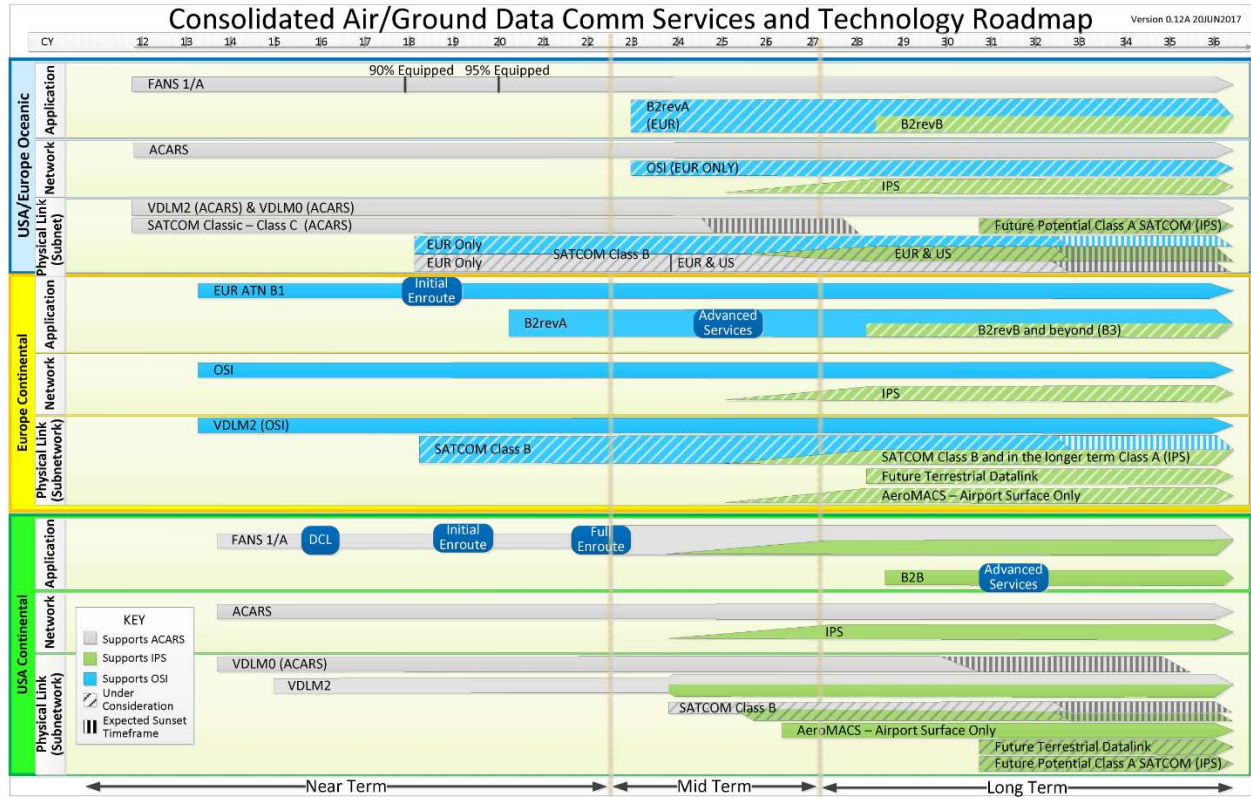 Consolidated Air/Ground Data Comm Services and Technology Roadmap
Version 0.12A 20JUN2017
CY 12 13 14 15 16 17 18 19 20 21 22 23 24 25 26 27 28 29 30 31 32 33 34 35 36
USA/Europe Oceanic
Application
90% Equipped 95% Equipped
FANS 1/A
B2revA
(EUR)
B2revB
Network
ACARS
OSI (EUR ONLY)
IPS
Physical Link
(Subnet)
VDLM2 (ACARS) & VDLM0 (ACARS)
SATCOM Classic – Class C (ACARS)
Future Potential Class A SATCOM (IPS)
EUR Only
SATCOM Class B
EUR & US
EUR Only
EUR & US
Europe Continental
Application
EUR ATN B1
Initial
Enroute
B2revA
Advanced
Services
B2revB and beyond (B3)
Network
OSI
IPS
Physical Link
(Subnetwork)
VDLM2 (OSI)
SATCOM Class B
SATCOM Class B and in the longer term Class A (IPS)
Future Terrestrial Datalink
AeroMACS – Airport Surface Only
USA Continental
Application
FANS 1/A
DCL
Initial
Enroute
Full
Enroute
B2B
Advanced
Services
Network
ACARS
IPS
Physical Link
(Subnetwork)
VDLM0 (ACARS)
VDLM2
SATCOM Class B
AeroMACS – Airport Surface Only
Future Terrestrial Datalink
Future Potential Class A SATCOM (IPS)
KEY
Supports ACARS
Supports IPS
Supports OSI
Under
Consideration
Expected Sunset
Timeframe
Near Term
Mid Term
Long Term